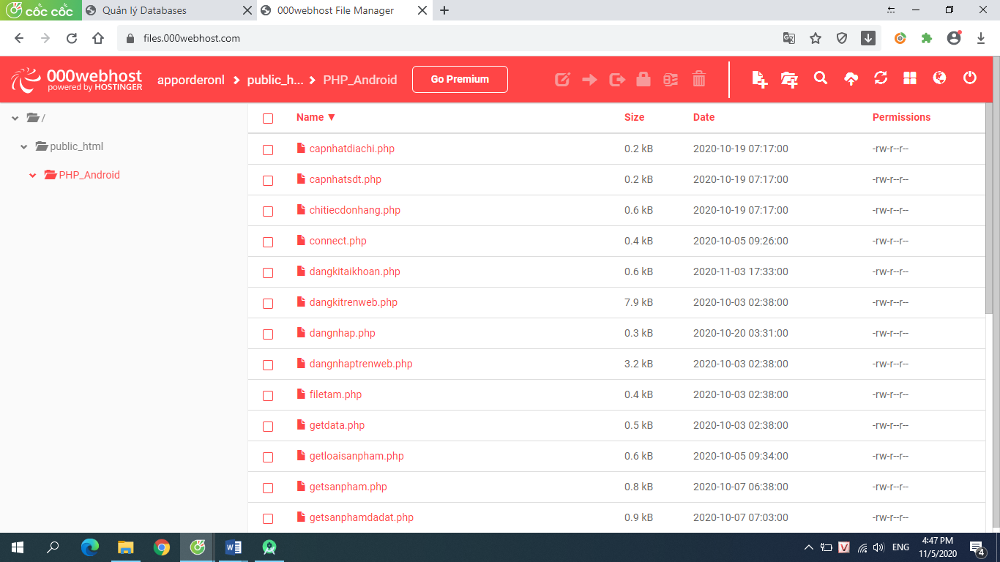 cốc cốc
Quản lý Databases
000webhost File Manager
files.000webhost.com
000webhost
powered by HOSTINGER
apporderonl
public_h...
PHP_Android
Go Premium
/
public_html
PHP_Android
Name ▼ Size Date Permissions
capnhatdiachi.php 0.2 kB 2020-10-19 07:17:00 -rw-r--r--
capnhatsdt.php 0.2 kB 2020-10-19 07:17:00 -rw-r--r--
chitiecdonhang.php 0.6 kB 2020-10-19 07:17:00 -rw-r--r--
connect.php 0.4 kB 2020-10-05 09:26:00 -rw-r--r--
dangkitaikhoan.php 0.6 kB 2020-11-03 17:33:00 -rw-r--r--
dangkitrenweb.php 7.9 kB 2020-10-03 02:38:00 -rw-r--r--
dangnhap.php 0.3 kB 2020-10-20 03:31:00 -rw-r--r--
dangnhaptrenweb.php 3.2 kB 2020-10-03 02:38:00 -rw-r--r--
filetam.php 0.4 kB 2020-10-03 02:38:00 -rw-r--r--
getdata.php 0.5 kB 2020-10-03 02:38:00 -rw-r--r--
getloaisanpham.php 0.6 kB 2020-10-05 09:34:00 -rw-r--r--
getsanpham.php 0.8 kB 2020-10-07 06:38:00 -rw-r--r--
getsanphamdadat.php 0.9 kB 2020-10-07 07:03:00 -rw-r--r--
ENG
4:47 PM
11/5/2020
4